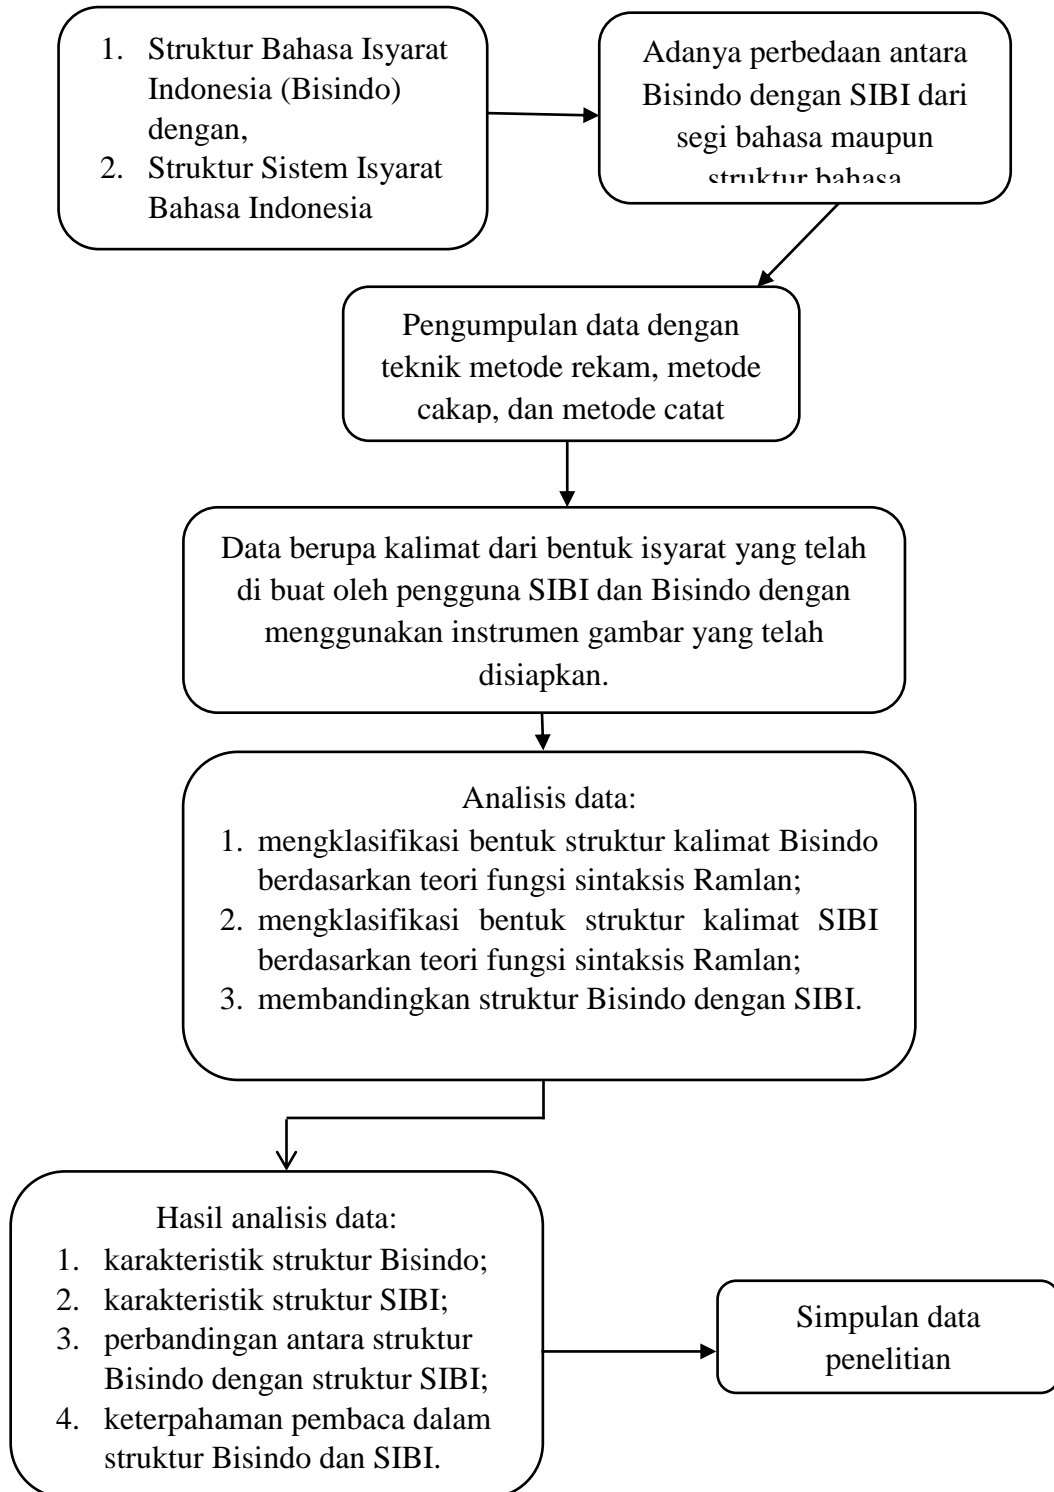 1. Struktur Bahasa Isyarat
Indonesia (Bisindo)
dengan,
2. Struktur Sistem Isyarat
Bahasa Indonesia
Adanya perbedaan antara
Bisindo dengan SIBI dari
segi bahasa maupun
struktur bahasa
Pengumpulan data dengan
teknik metode rekam, metode
cakap, dan metode catat
Data berupa kalimat dari bentuk isyarat yang telah
di buat oleh pengguna SIBI dan Bisindo dengan
menggunakan instrumen gambar yang telah
disiapkan.
Analisis data:
1. mengklasifikasi bentuk struktur kalimat Bisindo
berdasarkan teori fungsi sintaksis Ramlan;
2. mengklasifikasi bentuk struktur kalimat SIBI
berdasarkan teori fungsi sintaksis Ramlan;
3. membandingkan struktur Bisindo dengan SIBI.
Hasil analisis data:
1. karakteristik struktur Bisindo;
2. karakteristik struktur SIBI;
3. perbandingan antara struktur
Bisindo dengan struktur SIBI;
4. keterpahaman pembaca dalam
struktur Bisindo dan SIBI.
Simpulan data
penelitian